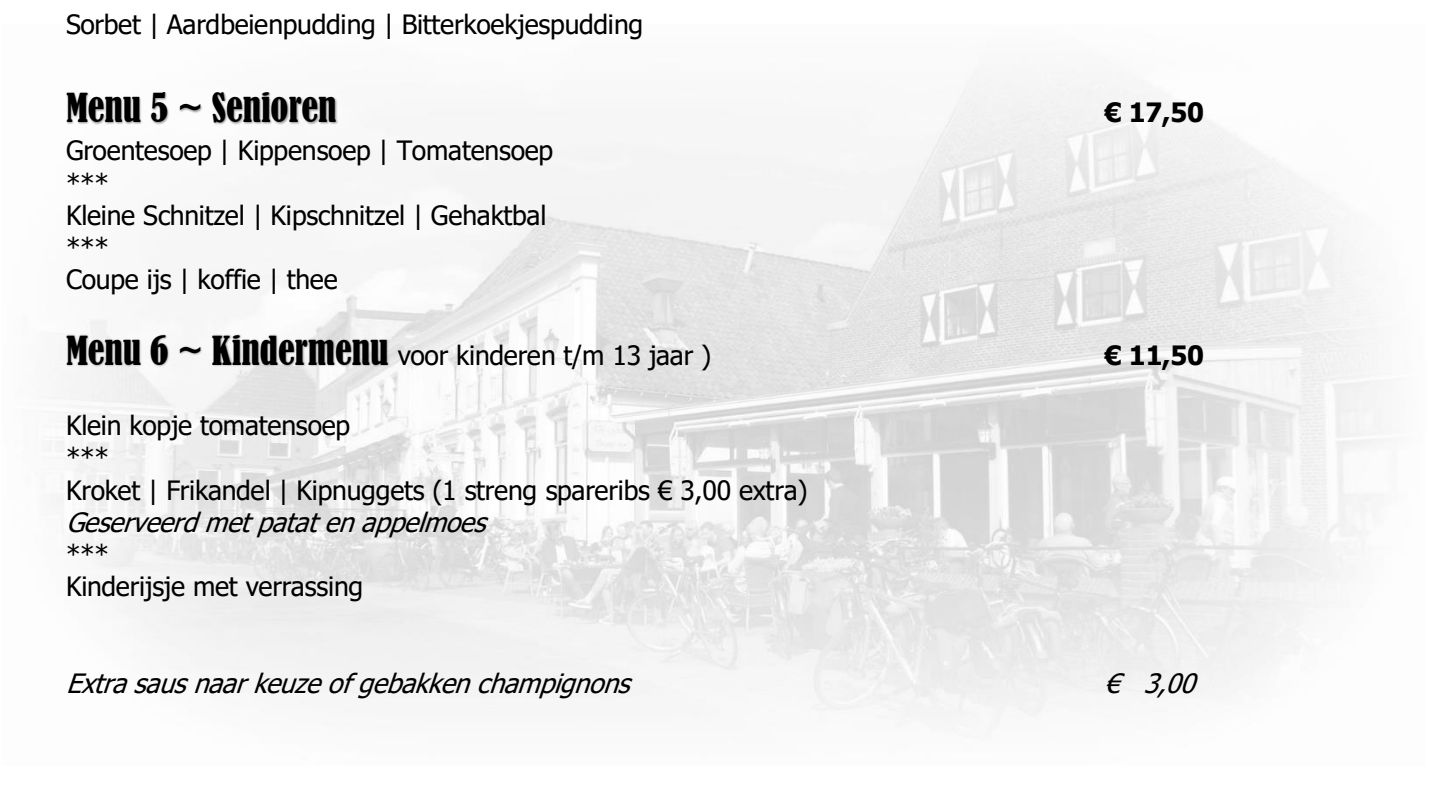 Sorbet | Aardbeienpudding | Bitterkoekjespudding
Menu 5 ~ Senioren € 17,50
Groentesoep | Kippensoep | Tomatensoep
***
Kleine Schnitzel | Kipschnitzel | Gehaktbal
***
Coupe ijs | koffie | thee
Menu 6 ~ Kindermenu voor kinderen t/m 13 jaar ) € 11,50
Klein kopje tomatensoep
***
Kroket | Frikandel | Kipnuggets (1 streng spareribs € 3,00 extra)
Geserveerd met patat en appelmoes
***
Kinderijsje met verrassing
Extra saus naar keuze of gebakken champignons € 3,00